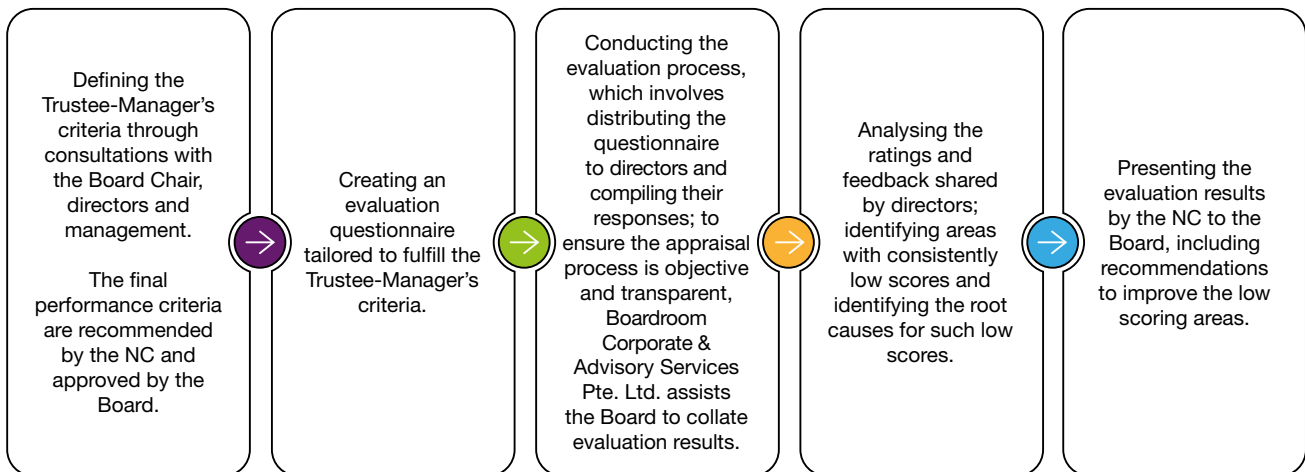 Defining the
Trustee-Manager's
criteria through
consultations with
the Board Chair,
directors and
management.
The final
performance criteria
are recommended
by the NC and
approved by the
Board.
Creating an
evaluation
questionnaire
tailored to fulfill the
Trustee-Manager's
criteria.
Conducting the
evaluation process,
which involves
distributing the
questionnaire
to directors and
compiling their
responses; to
ensure the appraisal
process is objective
and transparent,
Boardroom
Corporate &
Advisory Services
Pte. Ltd. assists
the Board to collate
evaluation results.
Analysing the
ratings and
feedback shared
by directors;
identifying areas
with consistently
low scores and
identifying the root
causes for such low
scores.
Presenting the
evaluation results
by the NC to the
Board, including
recommendations
to improve the low
scoring areas.